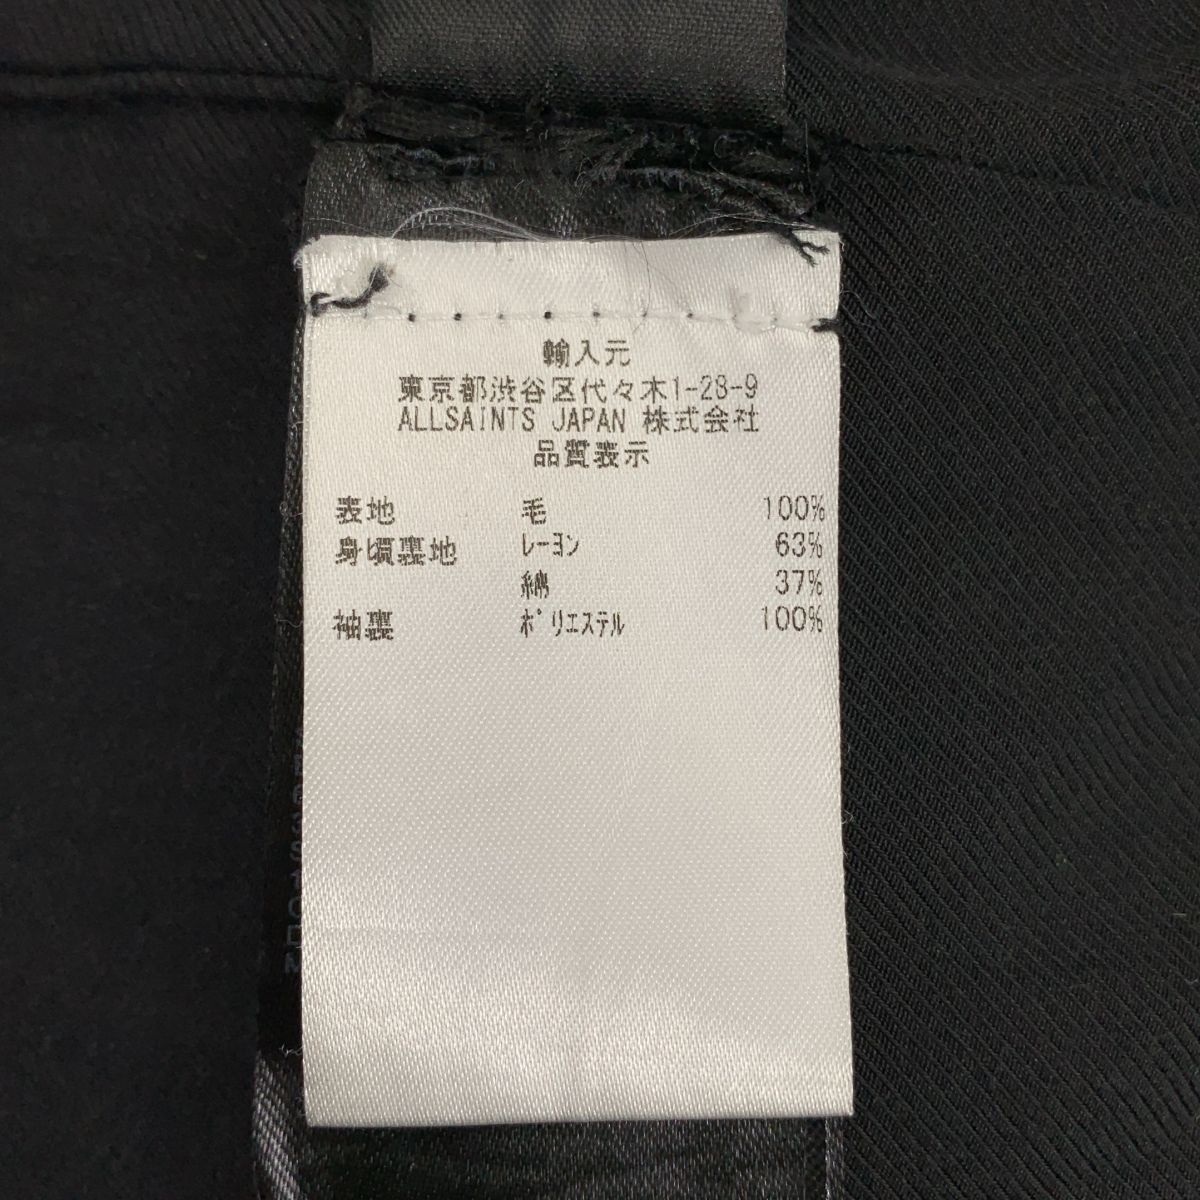 輸入元
東京都渋谷区代々木1-28-9
ALLSAINTS JAPAN 株式会社
品質表示
表地 毛 100%
身頃裏地 レーヨン 63%
綿 37%
袖裏 ポリエステル 100%